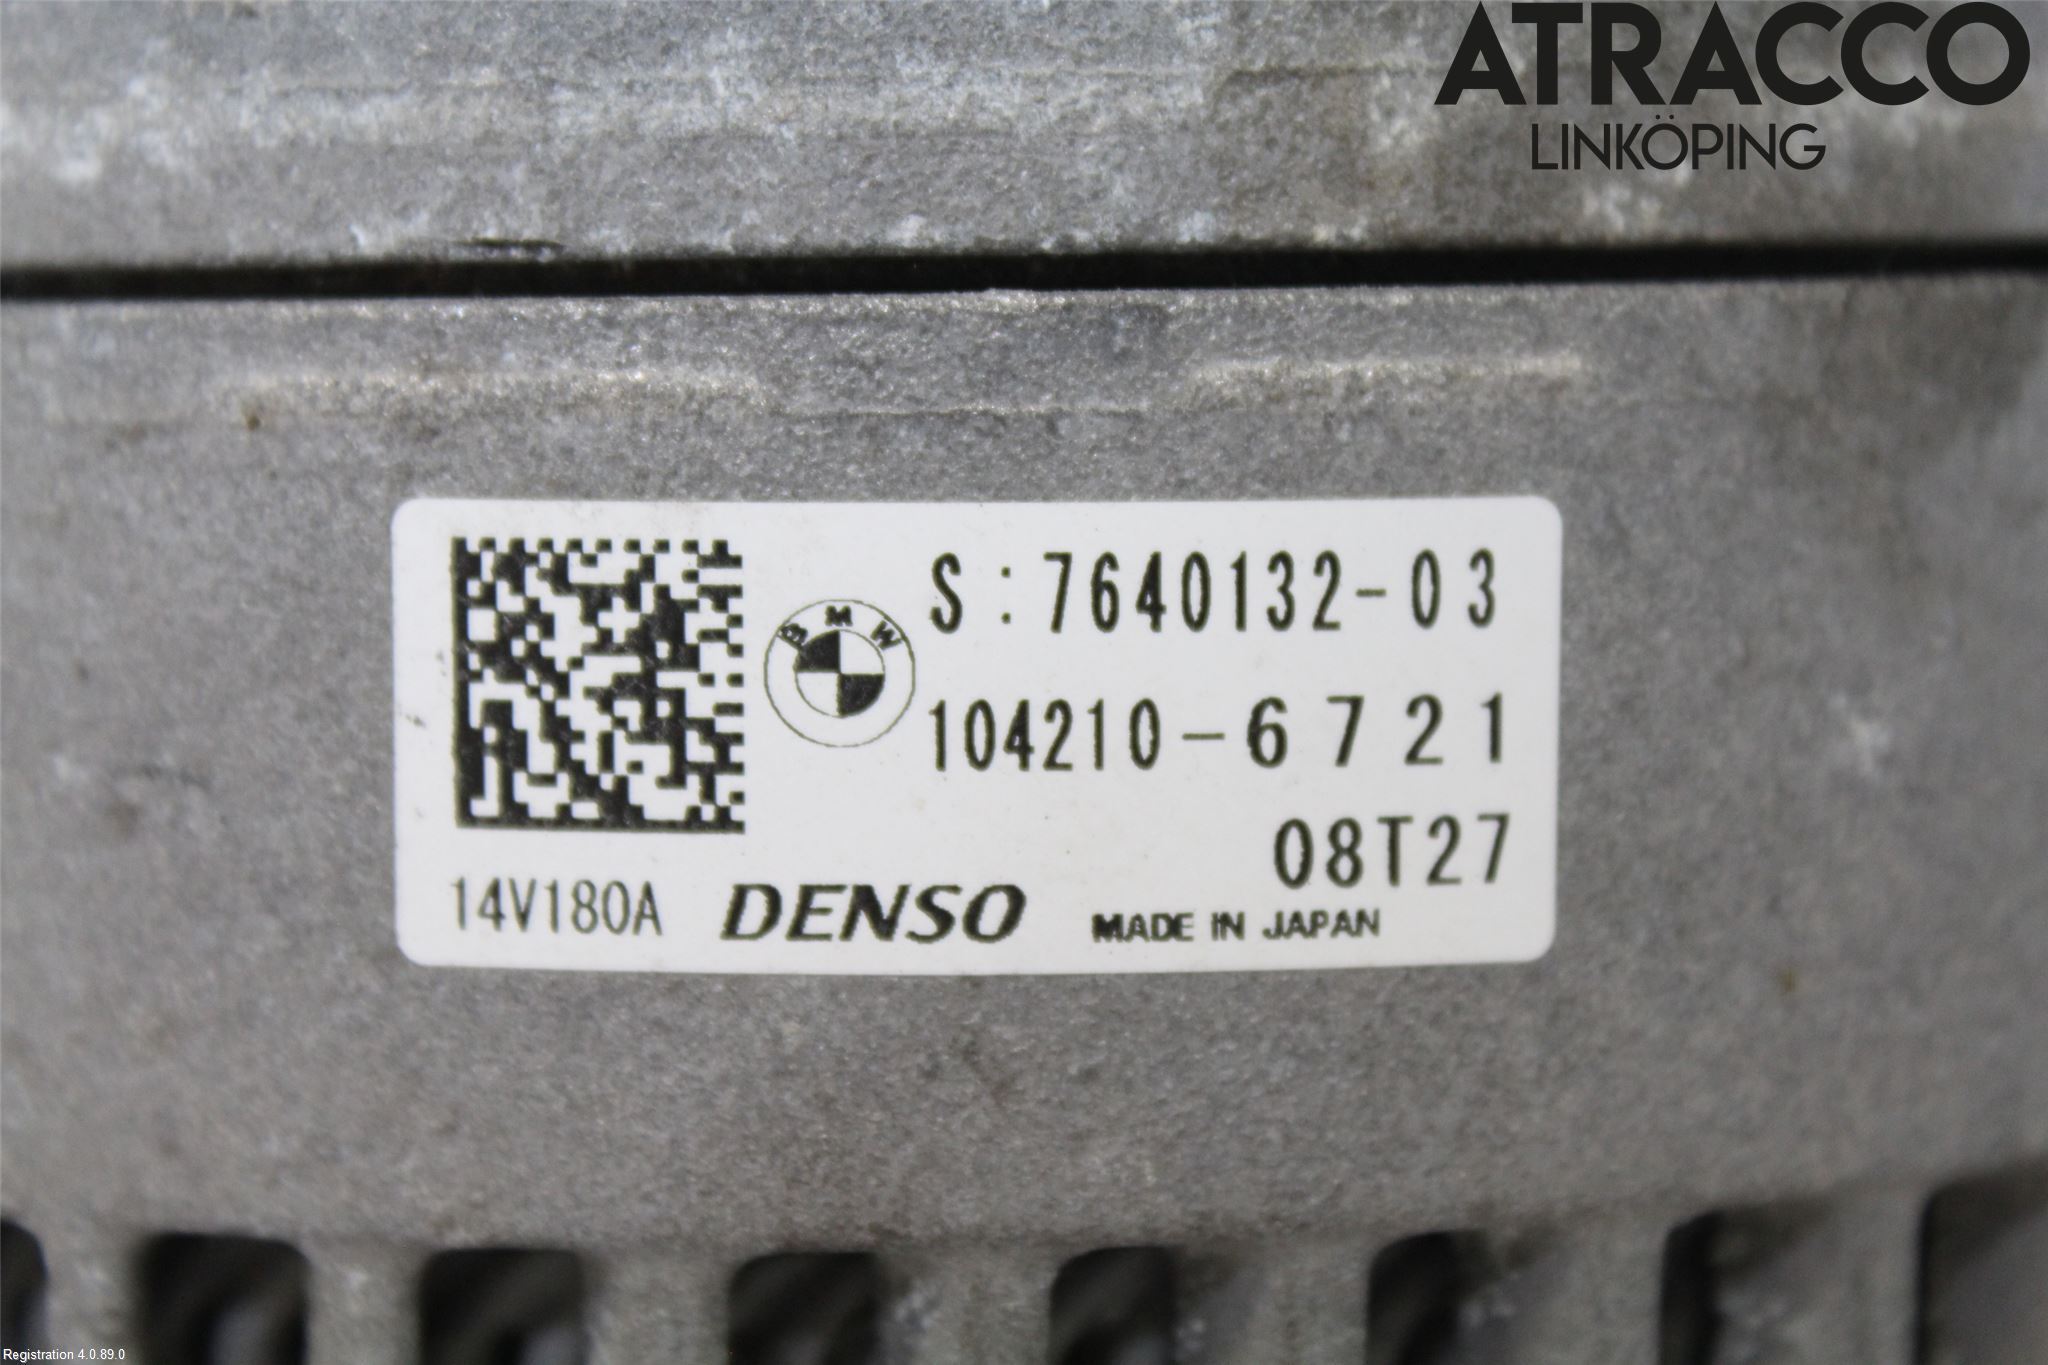 ATRACCO
LINKÖPING
BMW
S:7640132-03
104210-6721
08T27
14V180A DENSO MADE IN JAPAN
Registration 4.0.89.0